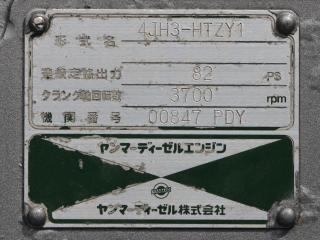 形式名 4JH3-HTZY1
連続定格出力 82 PS
クランク軸回転数 3700 rpm
機関番号 00847 PDY
ヤンマーディーゼルエンジン
ヤンマーディーゼル株式会社